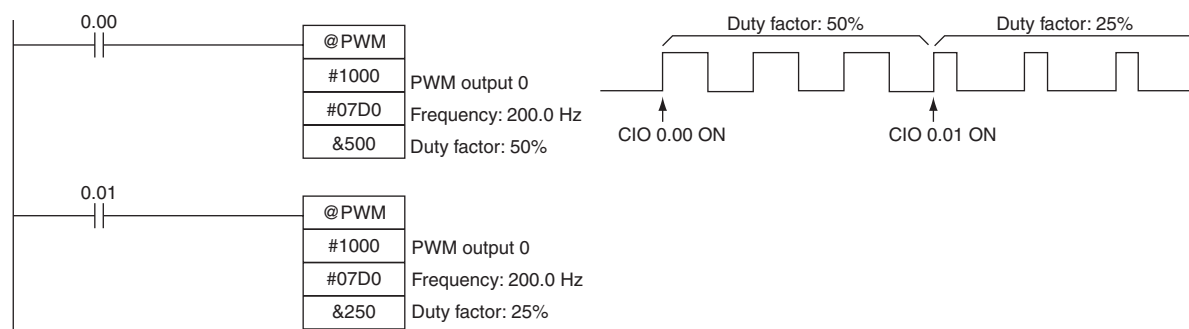 0.00
@PWM
#1000 PWM output 0
#07D0 Frequency: 200.0 Hz
&500 Duty factor: 50%
0.01
@PWM
#1000 PWM output 0
#07D0 Frequency: 200.0 Hz
&250 Duty factor: 25%
Duty factor: 50% Duty factor: 25%
CIO 0.00 ON CIO 0.01 ON